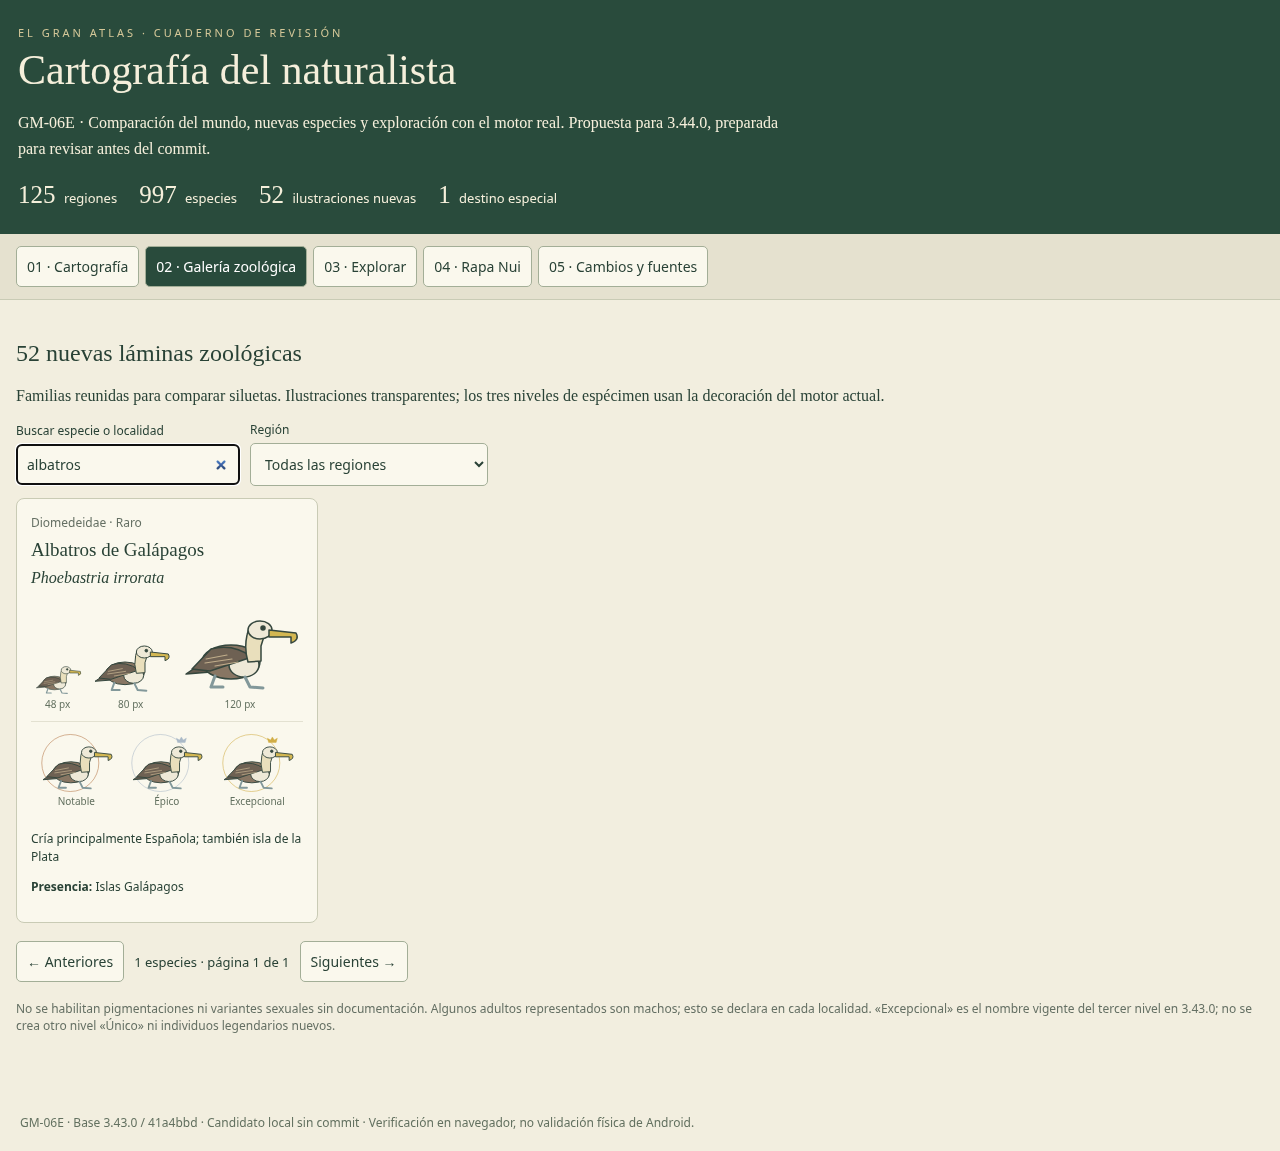 EL GRAN ATLAS · CUADERNO DE REVISIÓN
Cartografía del naturalista
GM-06E · Comparación del mundo, nuevas especies y exploración con el motor real. Propuesta para 3.44.0, preparada
para revisar antes del commit.
125 regiones 997 especies 52 ilustraciones nuevas 1 destino especial
01 · Cartografía 02 · Galería zoológica 03 · Explorar 04 · Rapa Nui 05 · Cambios y fuentes
52 nuevas láminas zoológicas
Familias reunidas para comparar siluetas. Ilustraciones transparentes; los tres niveles de espécimen usan la decoración del motor actual.
Buscar especie o localidad Región
albatros Todas las regiones
Diomedeidae · Raro
Albatros de Galápagos
Phoebastria irrorata
48 px 80 px 120 px
Notable Épico Excepcional
Cría principalmente Española; también isla de la
Plata
Presencia: Islas Galápagos
← Anteriores 1 especies · página 1 de 1 Siguientes →
No se habilitan pigmentaciones ni variantes sexuales sin documentación. Algunos adultos representados son machos; esto se declara en cada localidad. «Excepcional» es el nombre vigente del tercer nivel en 3.43.0; no se
crea otro nivel «Único» ni individuos legendarios nuevos.
GM-06E · Base 3.43.0 / 41a4bbd · Candidato local sin commit · Verificación en navegador, no validación física de Android.